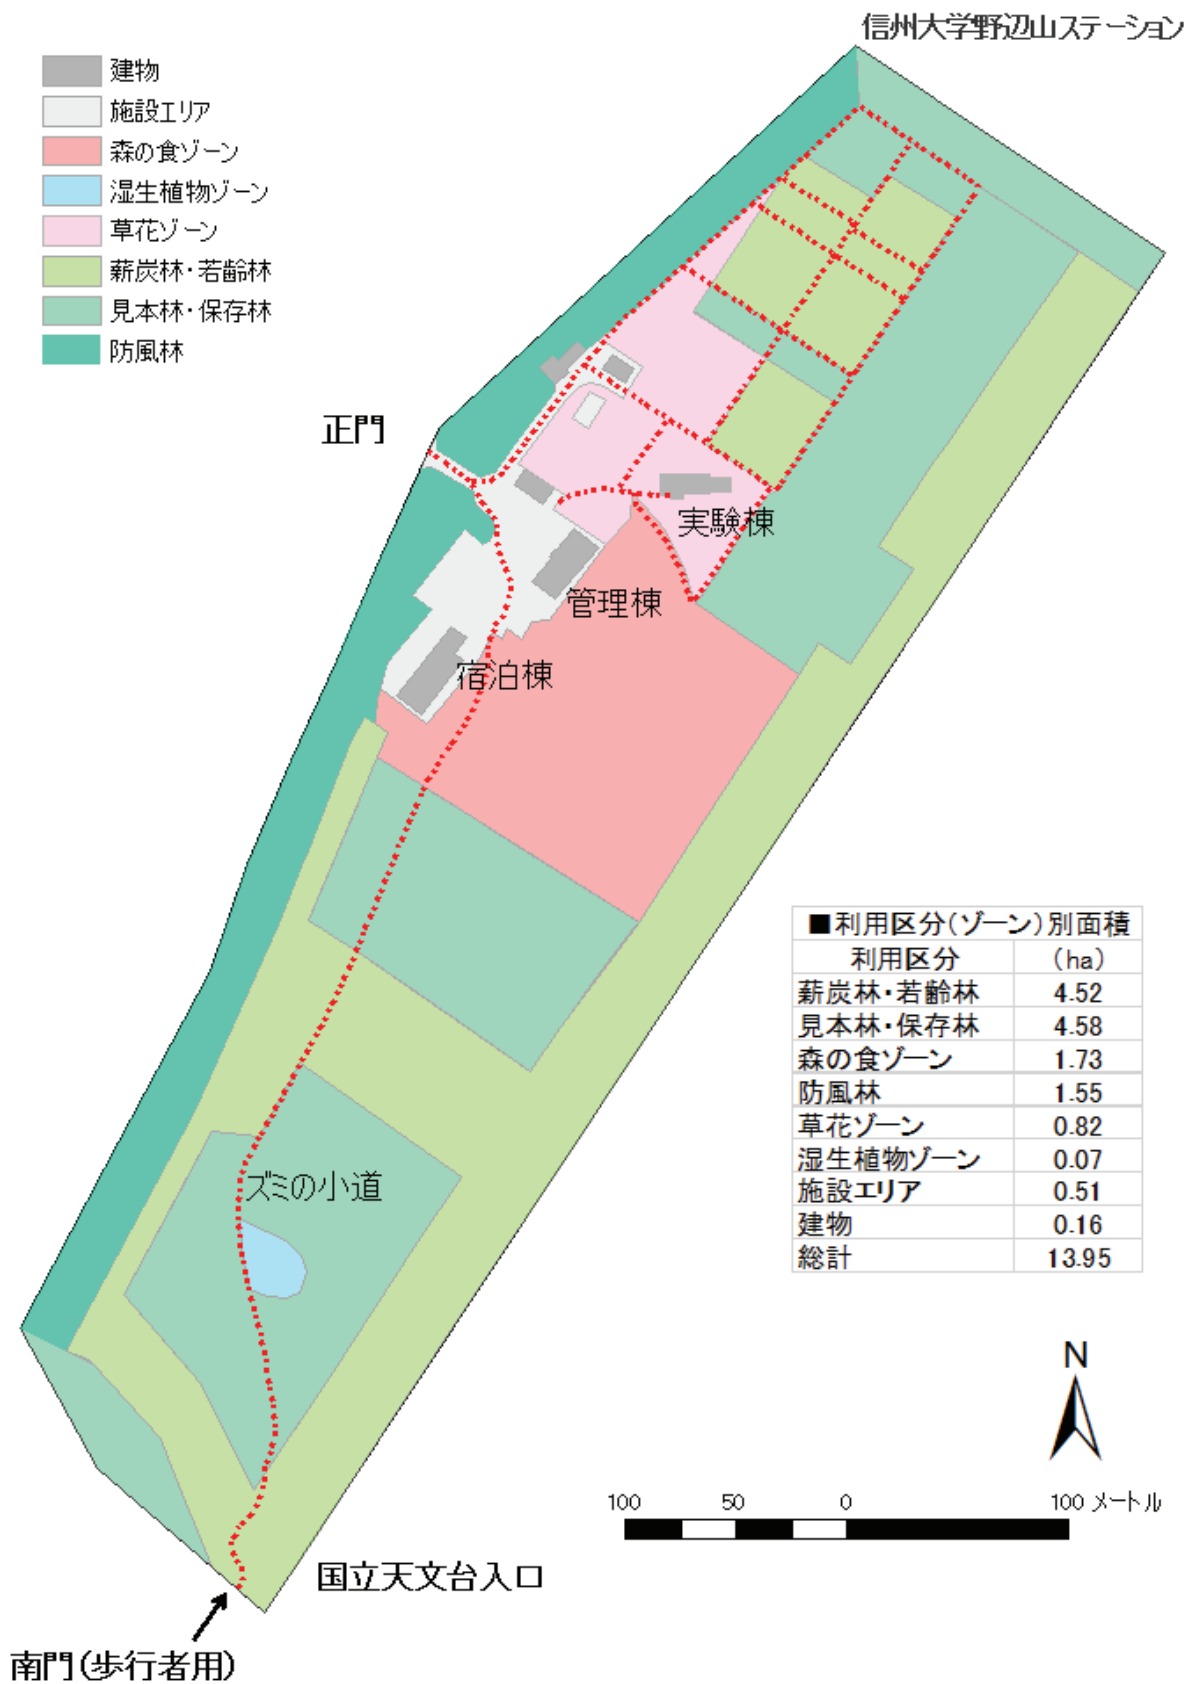 信州大学野辺山ステーション
建物
施設エリア
森の食ゾーン
湿生植物ゾーン
草花ゾーン
薪炭林・若齢林
見本林・保存林
防風林
正門
実験棟
管理棟
宿泊棟
■利用区分(ゾーン)別面積
利用区分 (ha)
薪炭林・若齢林 4.52
見本林・保存林 4.58
森の食ゾーン 1.73
防風林 1.55
草花ゾーン 0.82
湿生植物ゾーン 0.07
施設エリア 0.51
建物 0.16
総計 13.95
ズミの小道
N
100 50 0 100 メートル
国立天文台入口
南門(歩行者用)